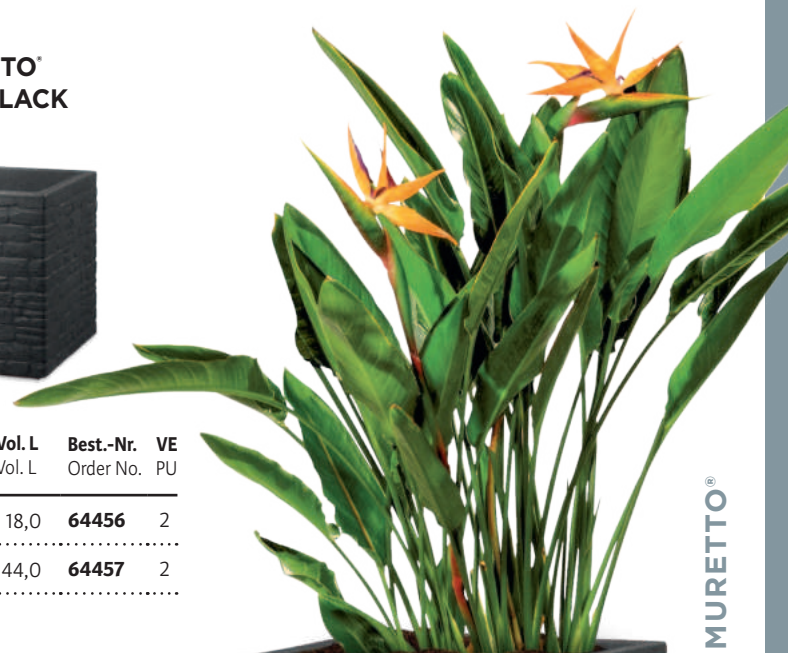 TO®
LACK
Vol. L Best.-Nr. VE
Vol. L Order No. PU
18,0 64456 2
44,0 64457 2
MURETTO®